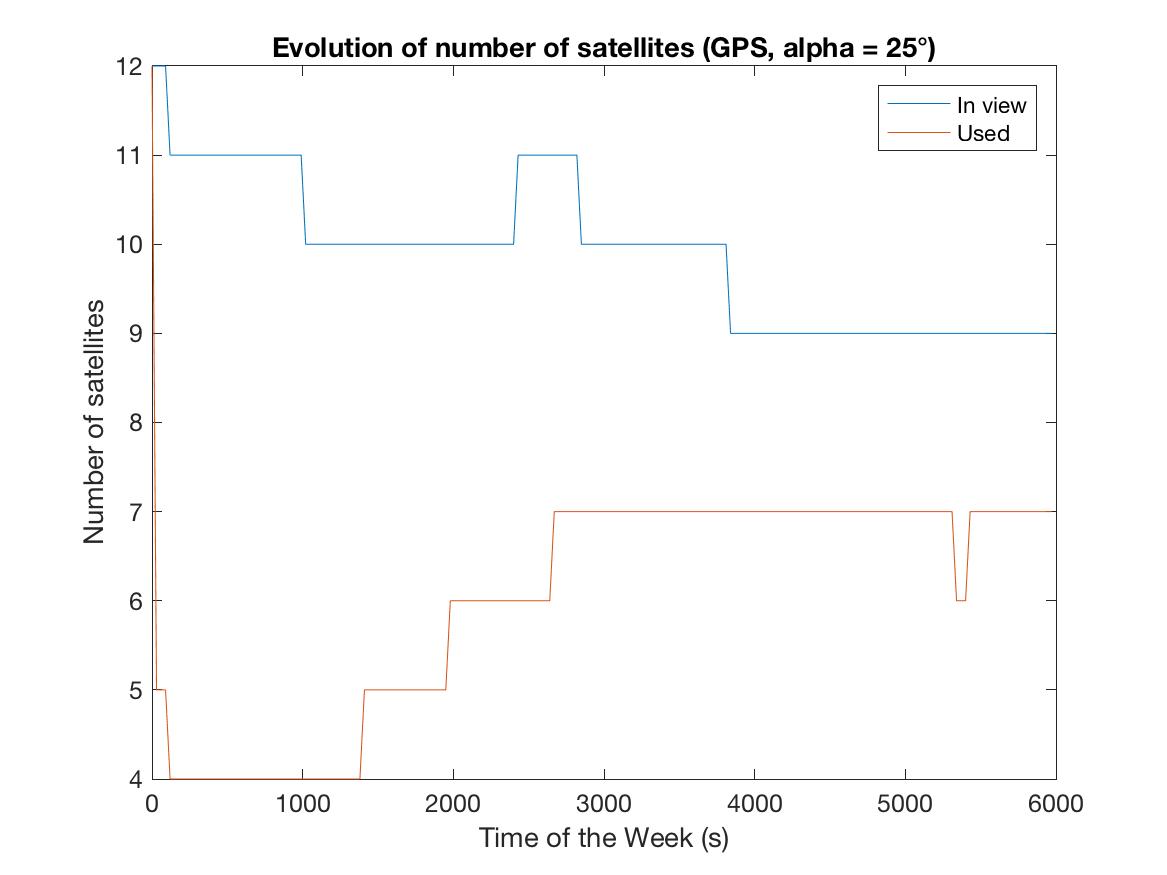 Evolution of number of satellites (GPS, alpha = 25°)
In view
Used
Number of satellites
12
11
10
9
8
7
6
5
4
0 1000 2000 3000 4000 5000 6000
Time of the Week (s)